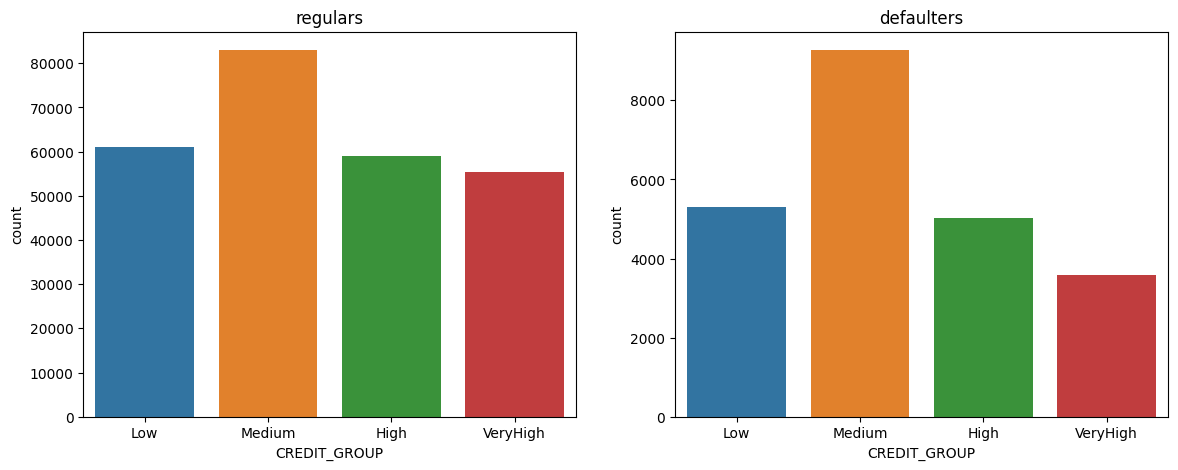 regulars
80000
70000
60000
50000
40000
30000
20000
10000
0
count
Low Medium High VeryHigh
CREDIT_GROUP
defaulters
8000
6000
4000
2000
0
count
Low Medium High VeryHigh
CREDIT_GROUP